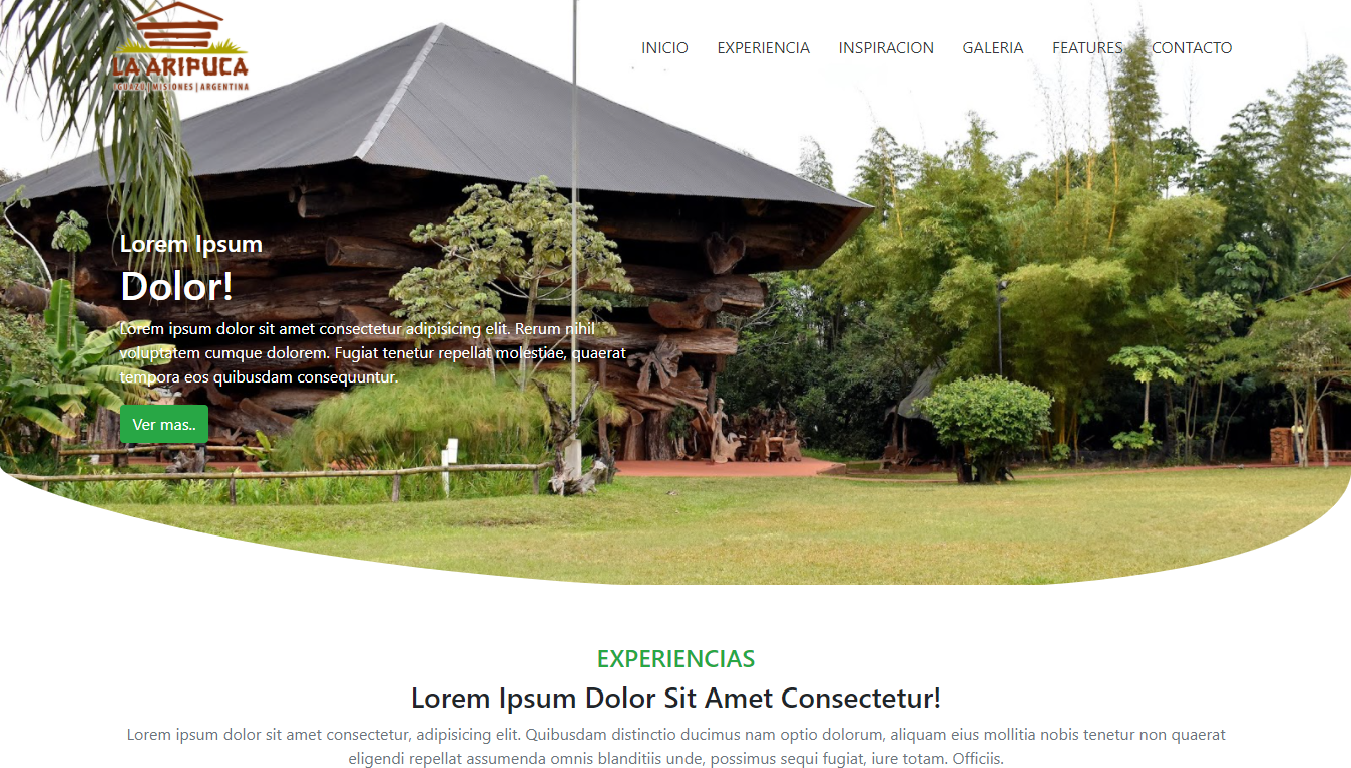 LA ARIPUCA
IGUAZU | MISIONES | ARGENTINA
INICIO EXPERIENCIA INSPIRACION GALERIA FEATURES CONTACTO
Lorem Ipsum
Dolor!
Lorem ipsum dolor sit amet consectetur adipisicing elit. Rerum nihil
voluptatem cumque dolorem. Fugiat tenetur repellat molestiae, quaerat
tempora eos quibusdam consequuntur.
Ver mas..
EXPERIENCIAS
Lorem Ipsum Dolor Sit Amet Consectetur!
Lorem ipsum dolor sit amet consectetur, adipisicing elit. Quibusdam distinctio ducimus nam optio dolorum, aliquam eius mollitia nobis tenetur non quaerat
eligendi repellat assumenda omnis blanditiis unde, possimus sequi fugiat, iure totam. Officiis.